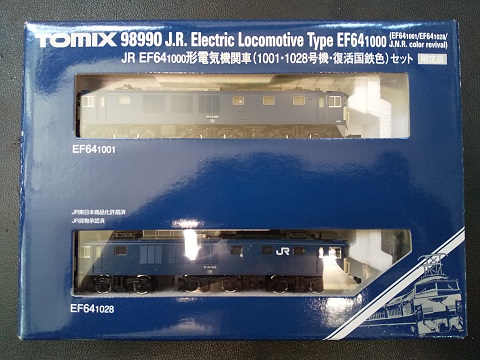 TOMIX 98990 J.R. Electric Locomotive Type EF641000 (EF641001/EF641028/
J.N.R. color revival)
JR EF641000形電気機関車(1001・1028号機・復活国鉄色)セット 限定品
EF641001
JR東日本商品化許諾済
JR貨物承認済
JR
EF641028